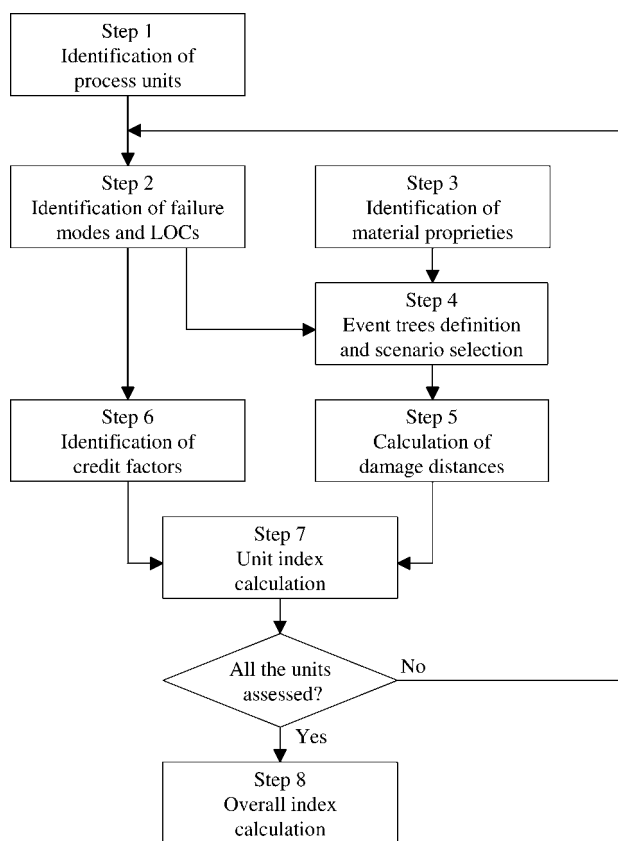 Step 1
Identification of
process units
Step 2
Identification of failure
modes and LOCs
Step 3
Identification of
material proprieties
Step 4
Event trees definition
and scenario selection
Step 6
Identification of
credit factors
Step 5
Calculation of
damage distances
Step 7
Unit index
calculation
All the units
assessed?
No
Yes
Step 8
Overall index
calculation